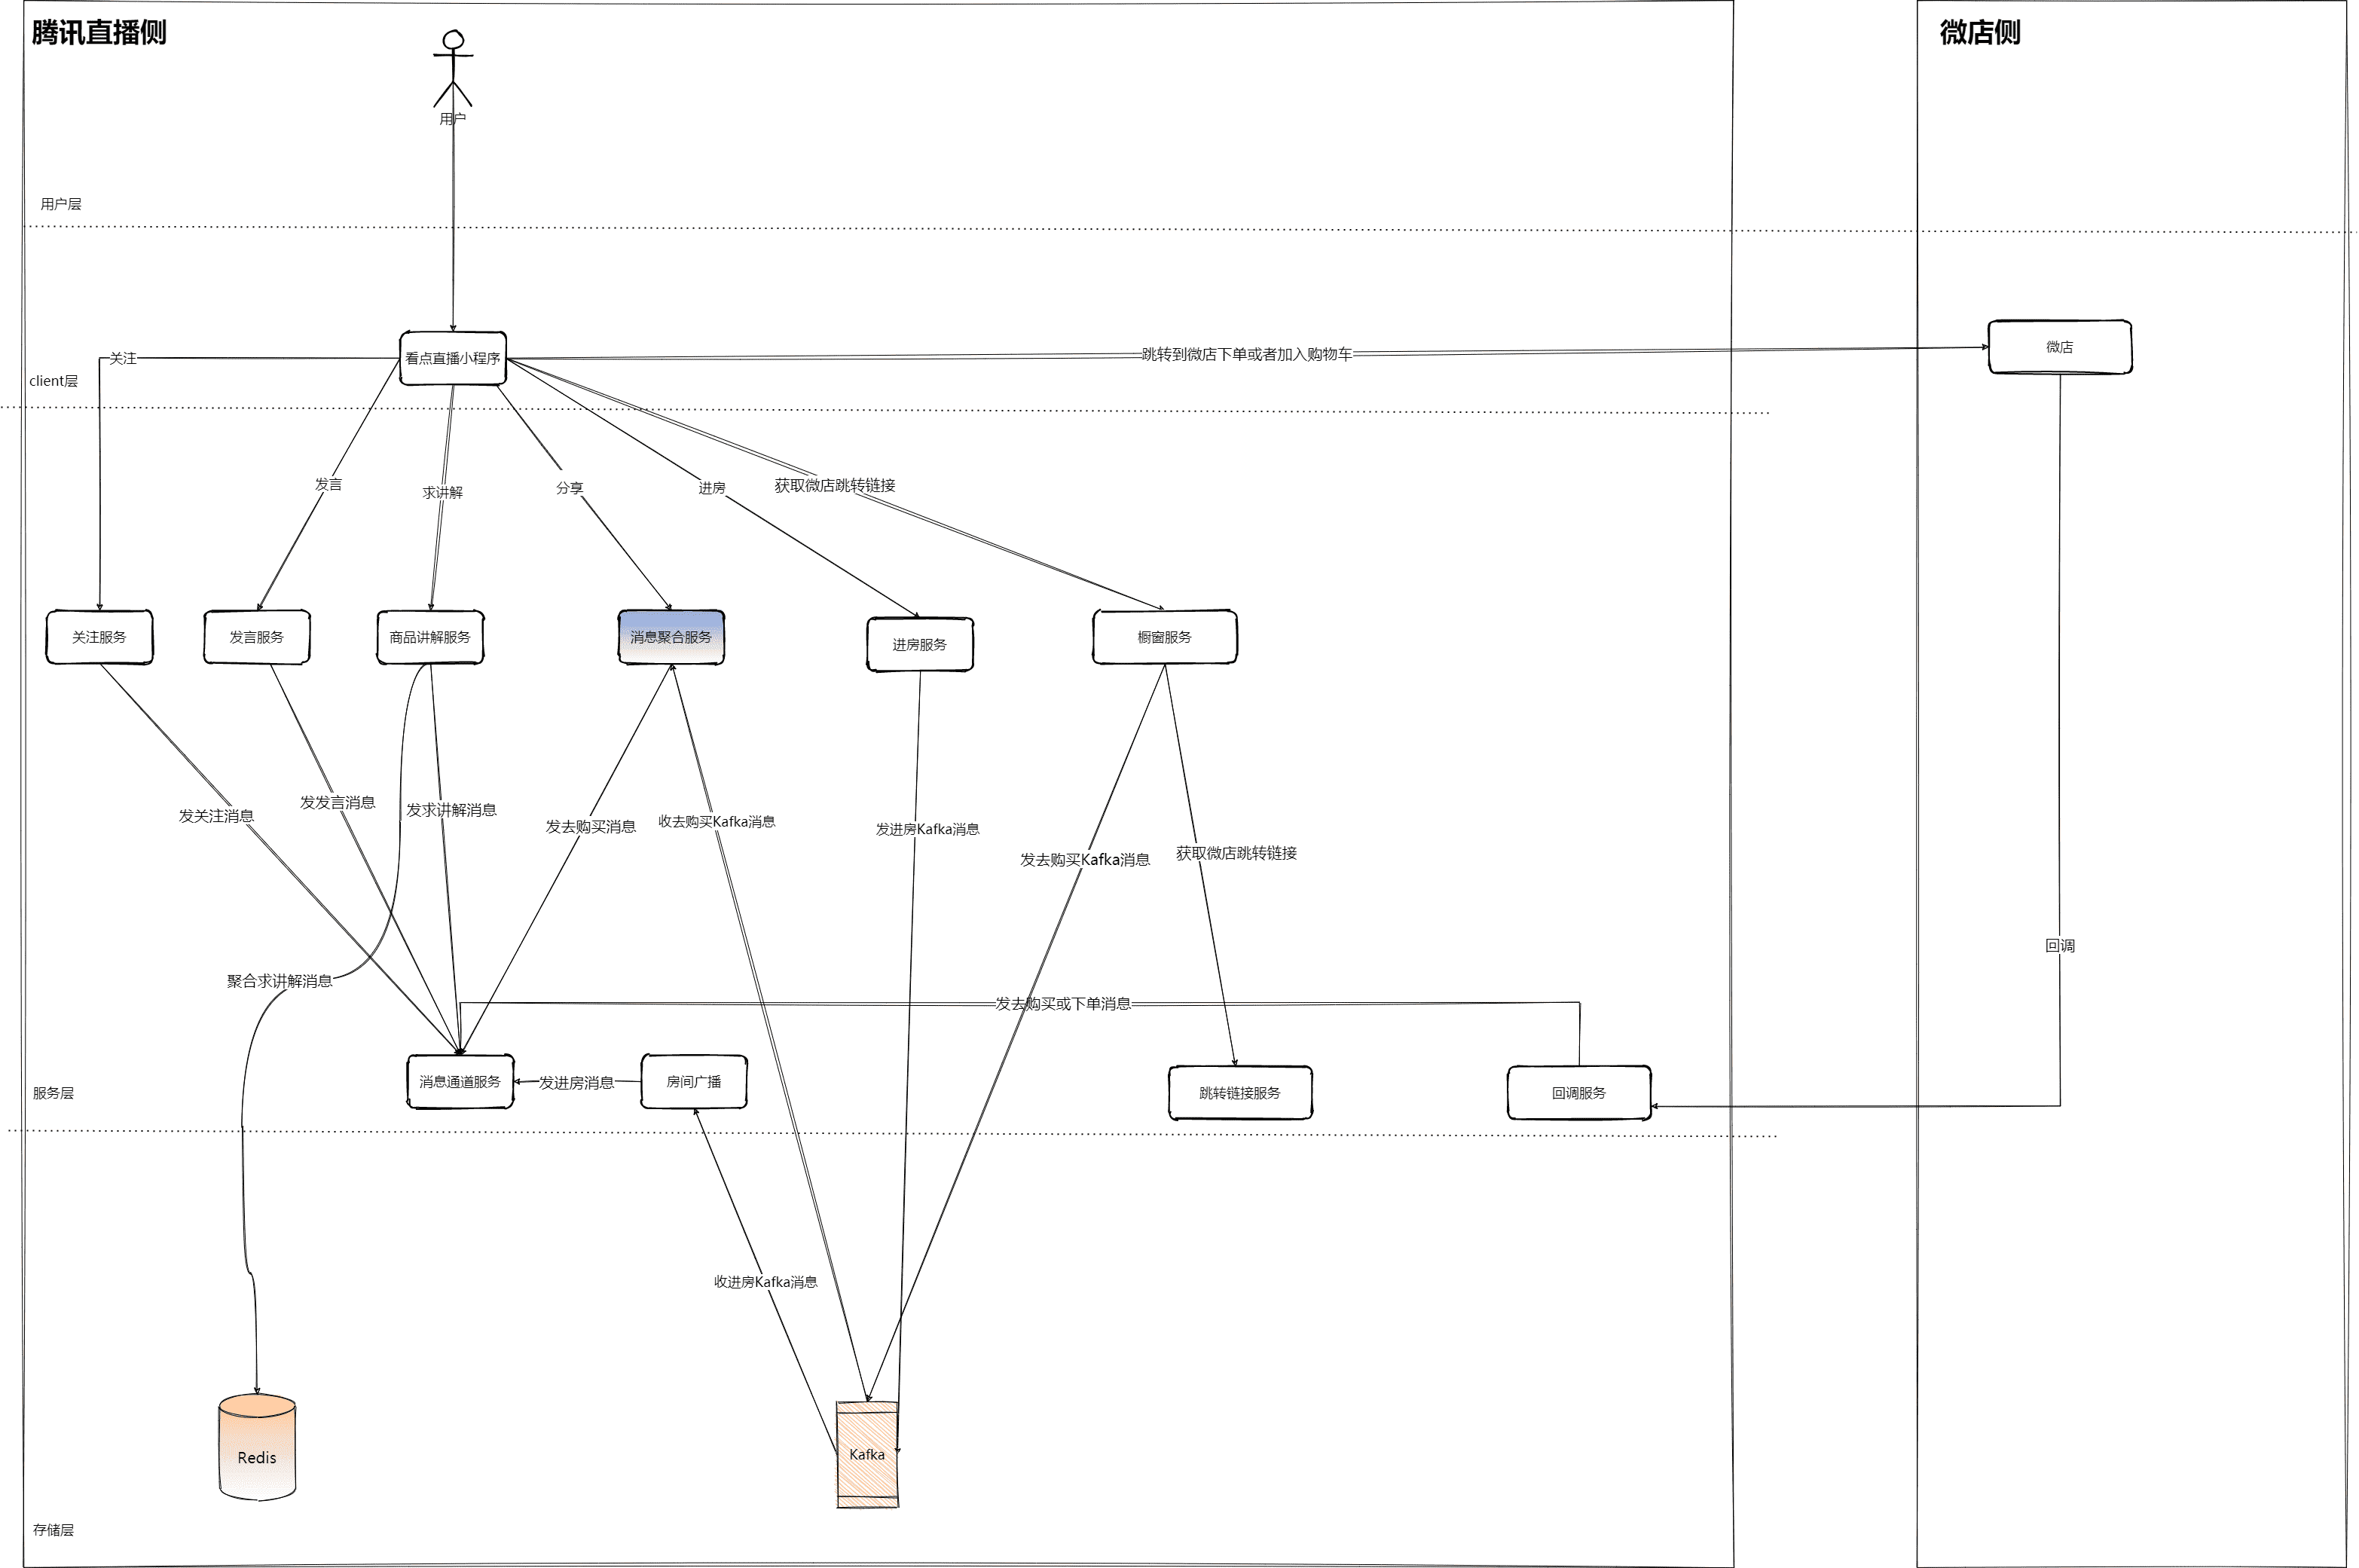 腾讯直播侧
微店侧
用户
用户层
看点直播小程序
关注
跳转到微店下单或者加入购物车
微店
client层
发言
求讲解
分享
进房
获取微店跳转链接
关注服务
发言服务
商品讲解服务
消息聚合服务
进房服务
橱窗服务
发关注消息
发发言消息
发求讲解消息
发去购买消息
收去购买Kafka消息
发进房Kafka消息
发去购买Kafka消息
获取微店跳转链接
回调
聚合求讲解消息
发去购买或下单消息
消息通道服务
发进房消息
房间广播
跳转链接服务
回调服务
服务层
收进房Kafka消息
Redis
Kafka
存储层